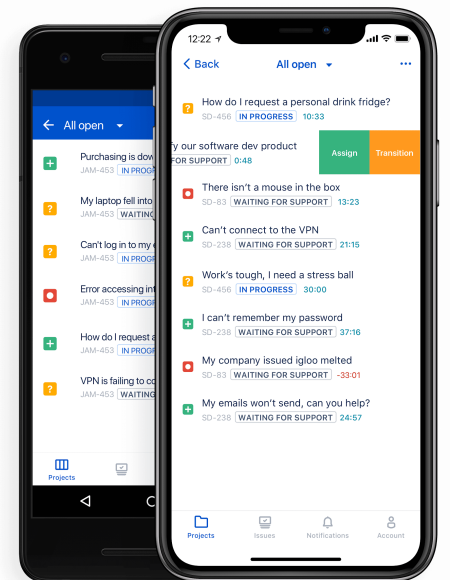 All open
Purchasing is dow
JAM-453 IN PROG
My laptop fell into
JAM-453 WAITING
Can't log in to my
JAM-453 IN PROG
Error accessing int
JAM-453 IN PROG
How do I request a
JAM-453 IN PROG
VPN is failing to co
JAM-453 WAITING
Projects
12:22
Back All open
How do I request a personal drink fridge?
SD-456 IN PROGRESS 10:33
fy our software dev product
FOR SUPPORT 0:48
Assign Transition
There isn't a mouse in the box
SD-83 WAITING FOR SUPPORT 13:23
Can't connect to the VPN
SD-238 WAITING FOR SUPPORT 21:15
Work's tough, I need a stress ball
SD-456 IN PROGRESS 30:00
I can't remember my password
SD-238 WAITING FOR SUPPORT 37:16
My company issued igloo melted
SD-83 WAITING FOR SUPPORT -33:01
My emails won't send, can you help?
SD-238 WAITING FOR SUPPORT 24:57
Projects Issues Notifications Account